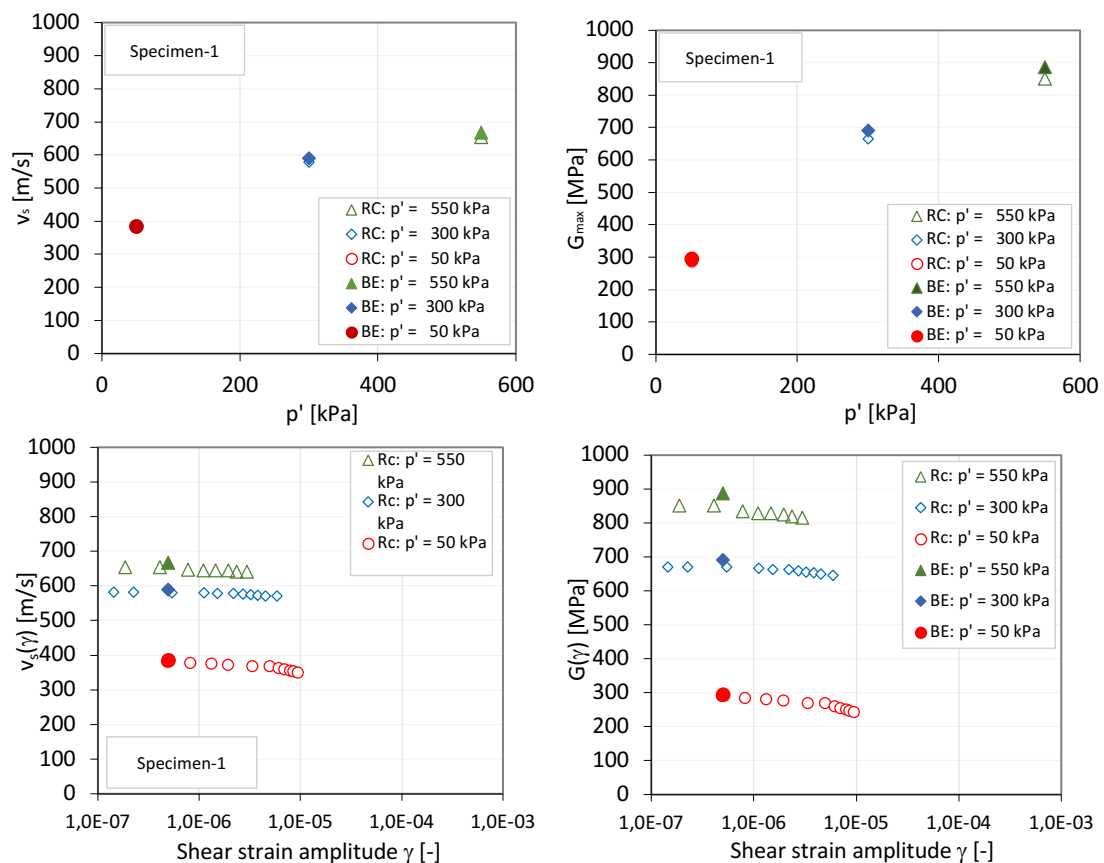 1000
900
800
700
600
500
400
300
200
100
0
vs [m/s]
Specimen-1
RC: p' = 550 kPa
RC: p' = 300 kPa
RC: p' = 50 kPa
BE: p' = 550 kPa
BE: p' = 300 kPa
BE: p' = 50 kPa
0 200 400 600
p' [kPa]
1000
900
800
700
600
500
400
300
200
100
0
Gmax [MPa]
Specimen-1
RC: p' = 550 kPa
RC: p' = 300 kPa
RC: p' = 50 kPa
BE: p' = 550 kPa
BE: p' = 300 kPa
BE: p' = 50 kPa
0 200 400 600
p' [kPa]
1000
900
800
700
600
500
400
300
200
100
0
vs(γ) [m/s]
Rc: p' = 550
kPa
Rc: p' = 300
kPa
Rc: p' = 50 kPa
Specimen-1
1,0E-07 1,0E-06 1,0E-05 1,0E-04 1,0E-03
Shear strain amplitude γ [-]
1000
900
800
700
600
500
400
300
200
100
0
G(γ) [MPa]
Rc: p' = 550 kPa
Rc: p' = 300 kPa
Rc: p' = 50 kPa
BE: p' = 550 kPa
BE: p' = 300 kPa
BE: p' = 50 kPa
1,0E-07 1,0E-06 1,0E-05 1,0E-04 1,0E-03
Shear strain amplitude γ [-]